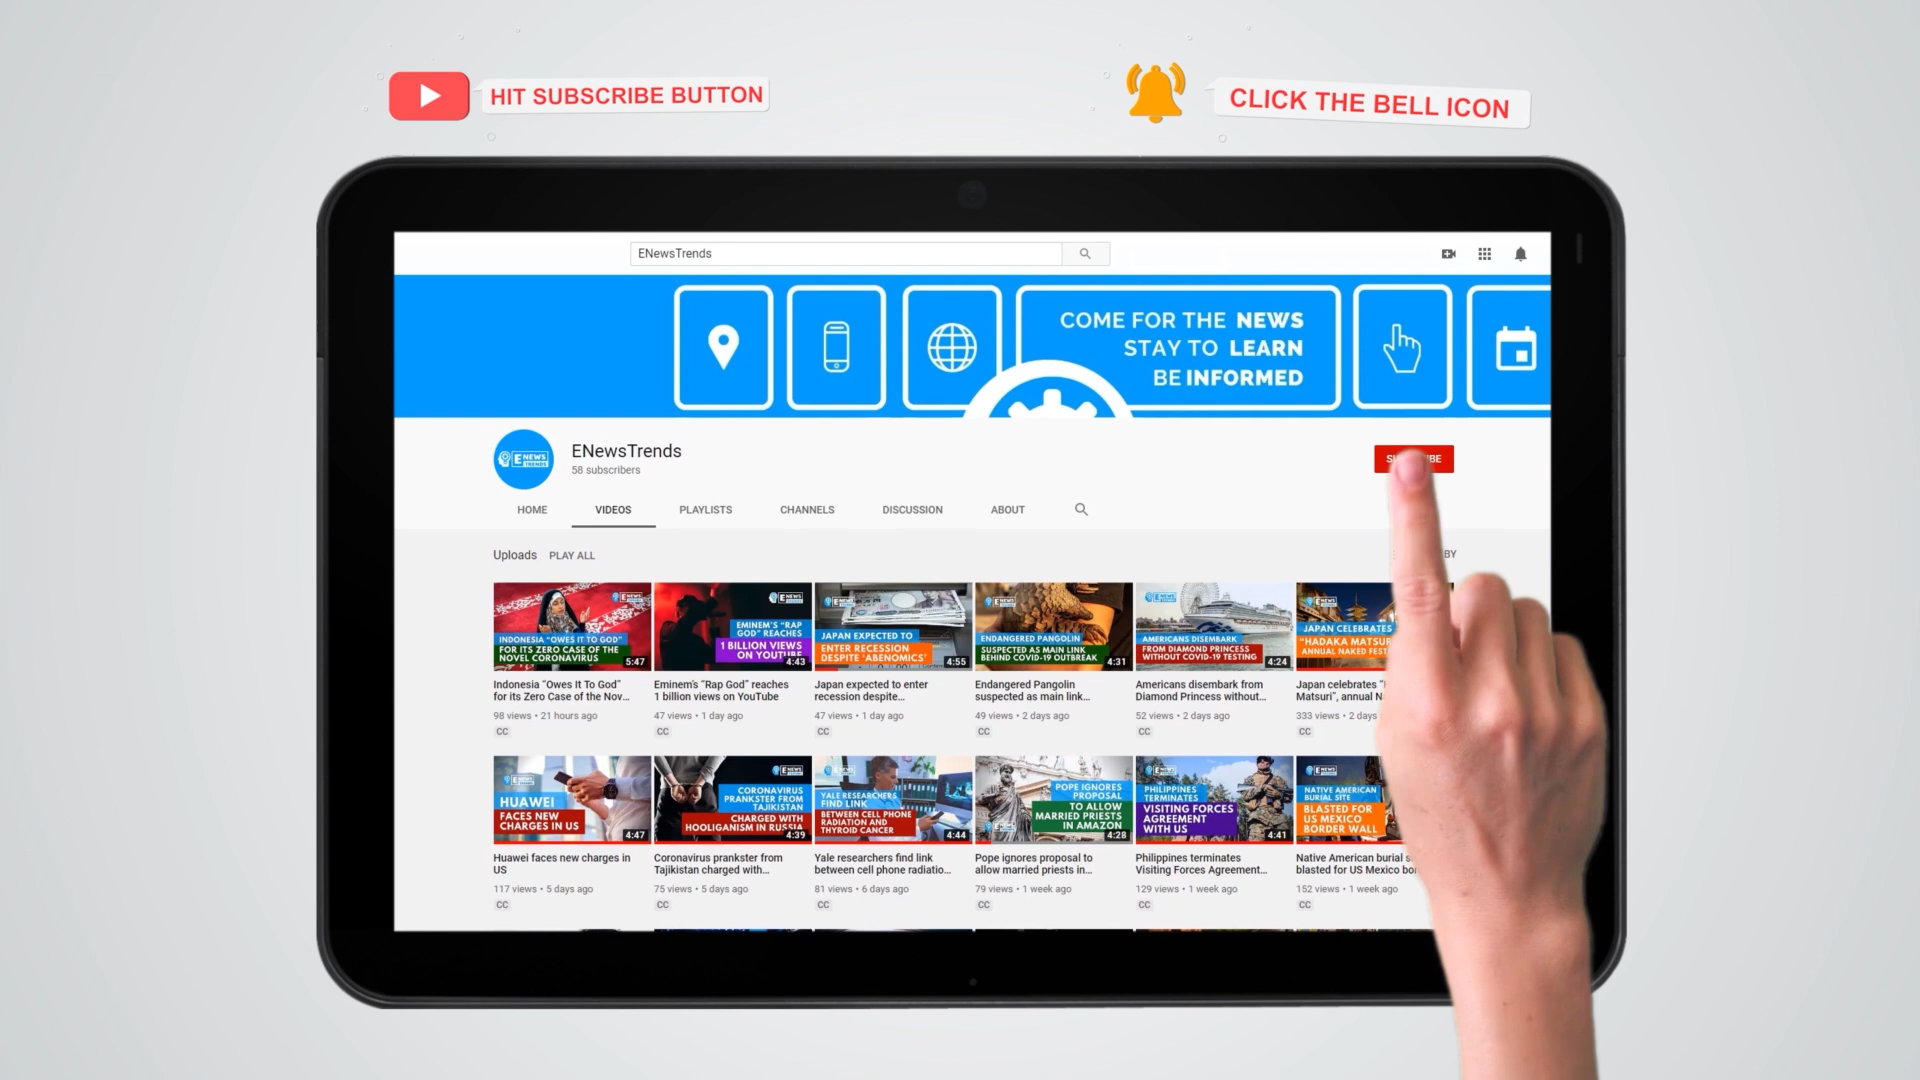 HIT SUBSCRIBE BUTTON
CLICK THE BELL ICON
ENewsTrends
COME FOR THE NEWS
STAY TO LEARN
BE INFORMED
E NEWS
TRENDS
ENewsTrends
58 subscribers
HOME VIDEOS PLAYLISTS CHANNELS DISCUSSION ABOUT
Uploads PLAY ALL
BY
INDONESIA "OWES IT TO GOD"
FOR ITS ZERO CASE OF THE
NOVEL CORONAVIRUS
5:47
EMINEM'S "RAP
GOD" REACHES
1 BILLION VIEWS
ON YOUTUBE
4:43
JAPAN EXPECTED TO
ENTER RECESSION
DESPITE 'ABENOMICS'
4:55
ENDANGERED PANGOLIN
SUSPECTED AS MAIN LINK
BEHIND COVID-19 OUTBREAK
4:31
AMERICANS DISEMBARK
FROM DIAMOND PRINCESS
WITHOUT COVID-19 TESTING
4:24
JAPAN CELEBRATES
"HADAKA MATSUR
ANNUAL NAKED FEST
Indonesia "Owes It To God"
for its Zero Case of the Nov...
98 views • 21 hours ago
CC
Eminem's "Rap God" reaches
1 billion views on YouTube
47 views • 1 day ago
CC
Japan expected to enter
recession despite...
47 views • 1 day ago
CC
Endangered Pangolin
suspected as main link...
49 views • 2 days ago
CC
Americans disembark from
Diamond Princess without...
52 views • 2 days ago
CC
Japan celebrates "
Matsuri", annual N
333 views • 2 days
CC
HUAWEI
FACES NEW
CHARGES IN US
4:47
CORONAVIRUS
PRANKSTER FROM
TAJIKISTAN
CHARGED WITH
HOOLIGANISM IN RUSSIA
4:39
YALE RESEARCHERS
FIND LINK
BETWEEN CELL PHONE
RADIATION AND
THYROID CANCER
4:44
POPE IGNORES
PROPOSAL
TO ALLOW
MARRIED PRIESTS
IN AMAZON
4:28
PHILIPPINES
TERMINATES
VISITING FORCES
AGREEMENT
WITH US
4:41
NATIVE AMERICAN
BURIAL SITE
BLASTED FOR
US MEXICO
BORDER WALL
Huawei faces new charges in
US
117 views • 5 days ago
CC
Coronavirus prankster from
Tajikistan charged with...
75 views • 5 days ago
CC
Yale researchers find link
between cell phone radiatio...
81 views • 6 days ago
CC
Pope ignores proposal to
allow married priests in...
79 views • 1 week ago
CC
Philippines terminates
Visiting Forces Agreement...
129 views • 1 week ago
CC
Native American burial s
blasted for US Mexico bor
152 views • 1 week ago
CC